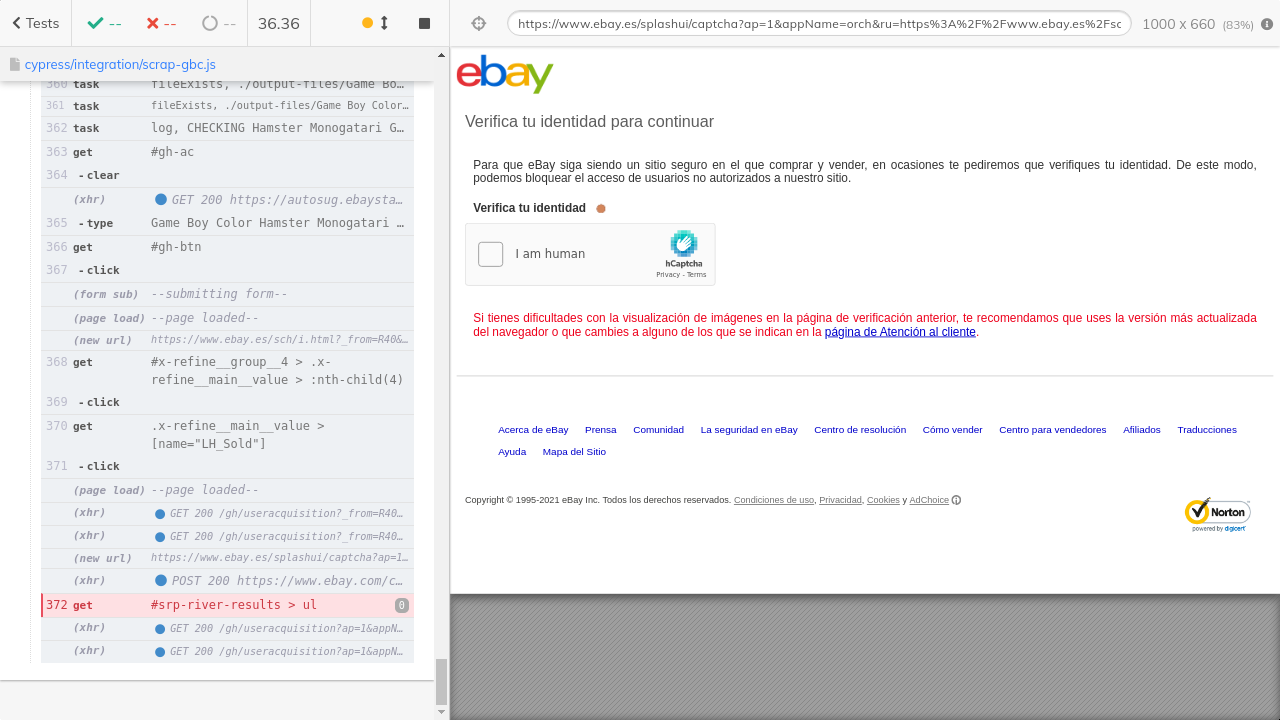 Tests
--
--
--
36.36
https://www.ebay.es/splashui/captcha?ap=1&appName=orch&ru=https%3A%2F%2Fwww.ebay.es%2Fsc
1000 x 660 (83%)
cypress/integration/scrap-gbc.js
360 task fileExists, ./output-files/Game Bo…
361 task fileExists, ./output-files/Game Boy Color…
362 task log, CHECKING Hamster Monogatari G…
363 get #gh-ac
364 - clear
(xhr) GET 200 https://autosug.ebaysta…
365 - type Game Boy Color Hamster Monogatari …
366 get #gh-btn
367 - click
(form sub) --submitting form--
(page load) --page loaded--
(new url) https://www.ebay.es/sch/i.html?_from=R40&…
368 get #x-refine__group__4 > .x-
refine__main__value > :nth-child(4)
369 - click
370 get .x-refine__main__value >
[name="LH_Sold"]
371 - click
(page load) --page loaded--
(xhr) GET 200 /gh/useracquisition?_from=R40…
(xhr) GET 200 /gh/useracquisition?_from=R40…
(new url) https://www.ebay.es/splashui/captcha?ap=1…
(xhr) POST 200 https://www.ebay.com/c…
372 get #srp-river-results > ul 0
(xhr) GET 200 /gh/useracquisition?ap=1&appN…
(xhr) GET 200 /gh/useracquisition?ap=1&appN…
ebay
Verifica tu identidad para continuar
Para que eBay siga siendo un sitio seguro en el que comprar y vender, en ocasiones te pediremos que verifiques tu identidad. De este modo,
podemos bloquear el acceso de usuarios no autorizados a nuestro sitio.
Verifica tu identidad
I am human
hCaptcha
Privacy - Terms
Si tienes dificultades con la visualización de imágenes en la página de verificación anterior, te recomendamos que uses la versión más actualizada
del navegador o que cambies a alguno de los que se indican en la página de Atención al cliente.
Acerca de eBay Prensa Comunidad La seguridad en eBay Centro de resolución Cómo vender Centro para vendedores Afiliados Traducciones
Ayuda Mapa del Sitio
Copyright © 1995-2021 eBay Inc. Todos los derechos reservados. Condiciones de uso, Privacidad, Cookies y AdChoice
Norton
powered by digicert